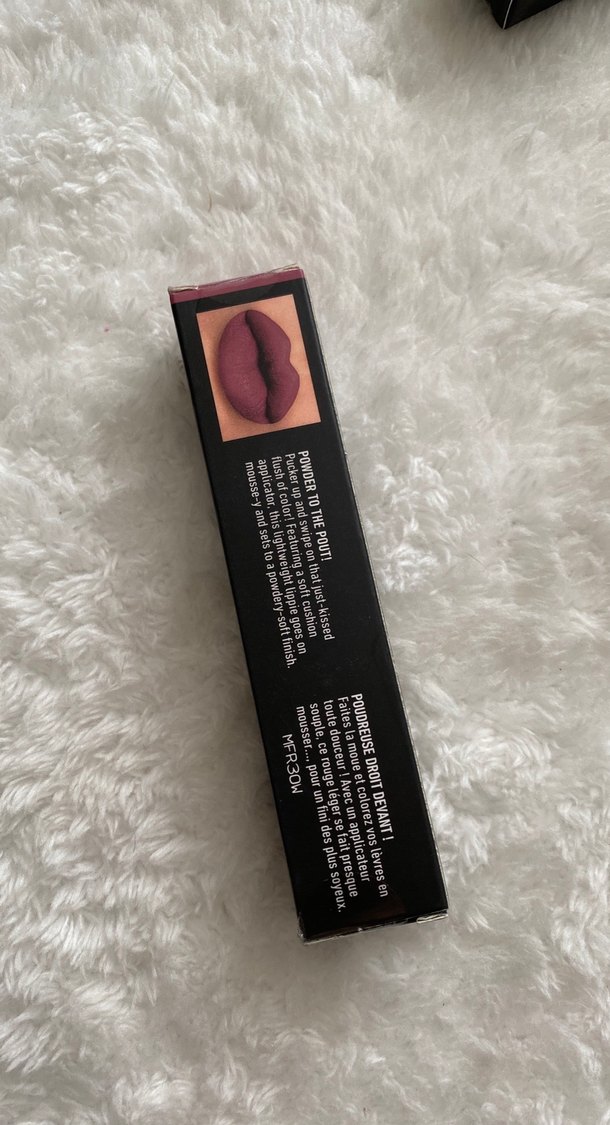 POWDER TO THE POUT!
Pucker up and swipe on that just-kissed
flush of color! Featuring a soft cushion
applicator, this lightweight lippie goes on
mousse-y and sets to a powdery-soft finish.
POUDREUSE DROIT DEVANT !
Faites la moue et colorez vos lèvres en
toute douceur ! Avec un applicateur
souple, ce rouge léger se fait presque
mousser... pour un fini des plus soyeux.
MFR30W